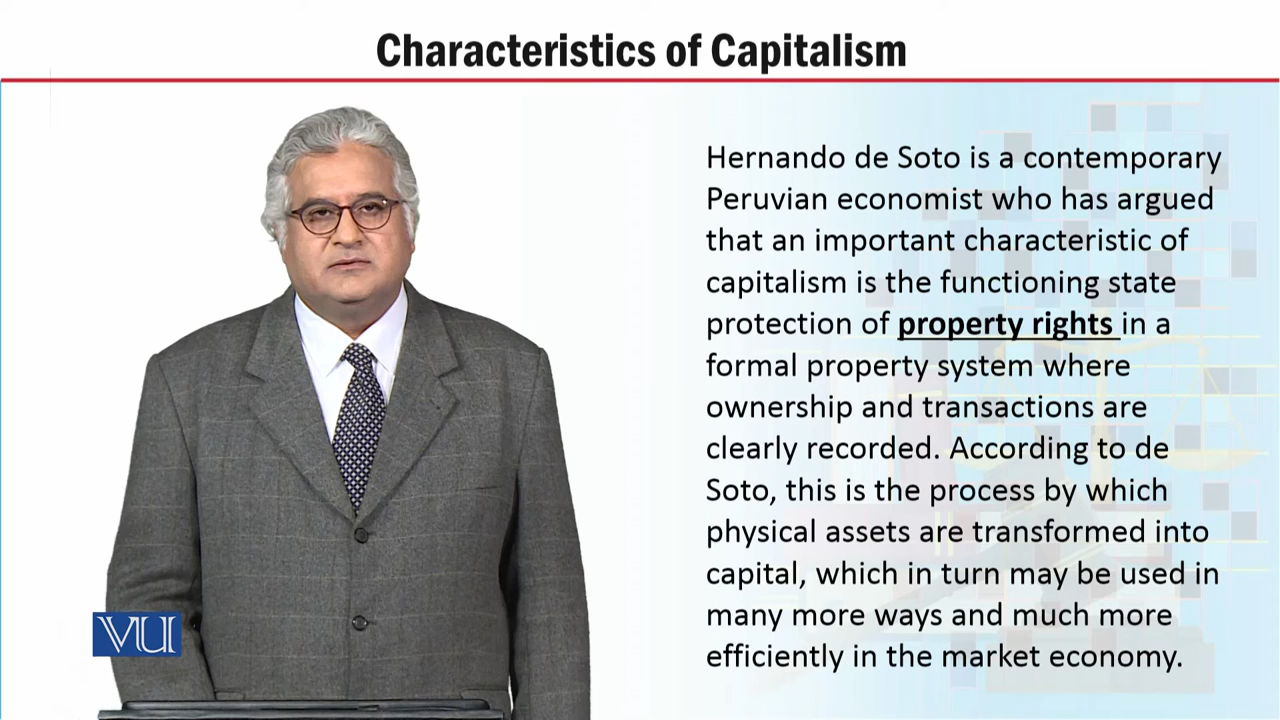 Characteristics of Capitalism
Hernando de Soto is a contemporary
Peruvian economist who has argued
that an important characteristic of
capitalism is the functioning state
protection of property rights in a
formal property system where
ownership and transactions are
clearly recorded. According to de
Soto, this is the process by which
physical assets are transformed into
capital, which in turn may be used in
many more ways and much more
efficiently in the market economy.
VU